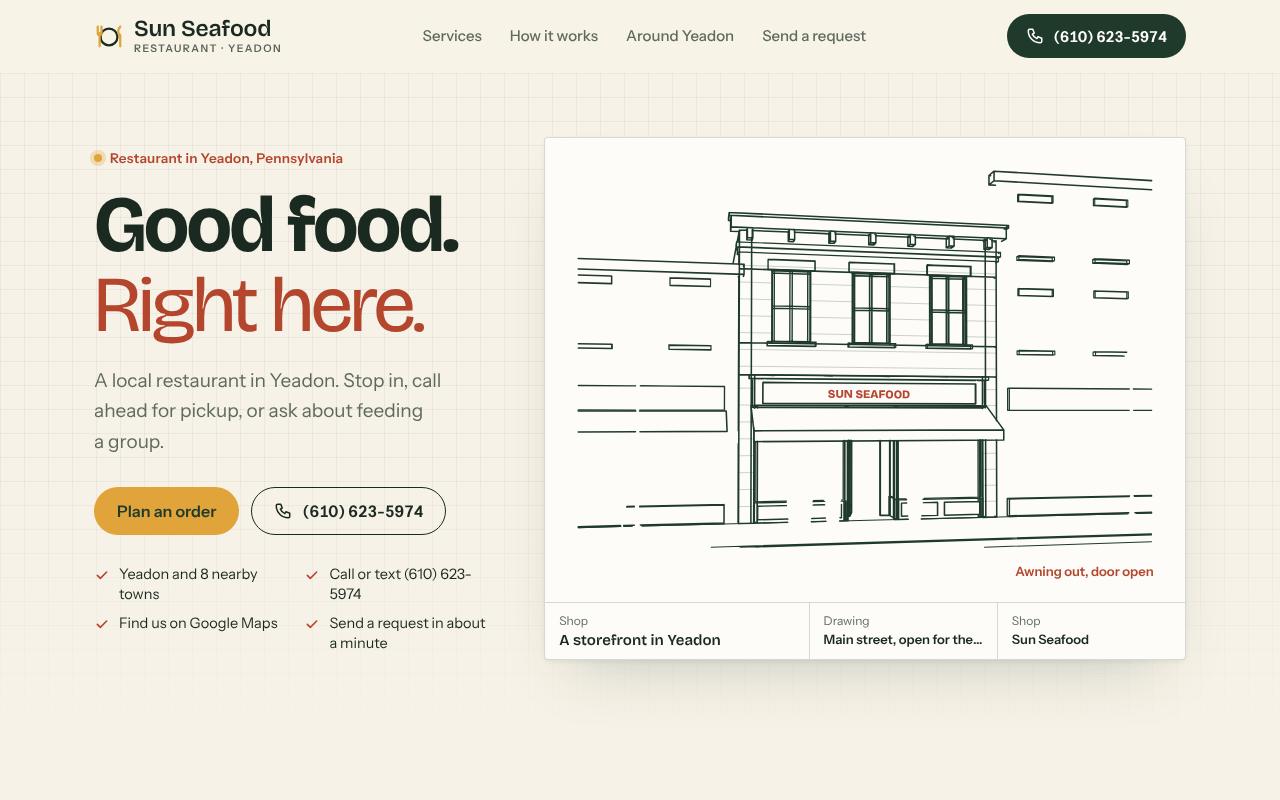 Sun Seafood
RESTAURANT · YEADON
Services
How it works
Around Yeadon
Send a request
(610) 623-5974
Restaurant in Yeadon, Pennsylvania
Good food.
Right here.
A local restaurant in Yeadon. Stop in, call
ahead for pickup, or ask about feeding
a group.
Plan an order
(610) 623-5974
Yeadon and 8 nearby
towns
Call or text (610) 623-
5974
Find us on Google Maps
Send a request in about
a minute
SUN SEAFOOD
Awning out, door open
Shop
A storefront in Yeadon
Drawing
Main street, open for the...
Shop
Sun Seafood